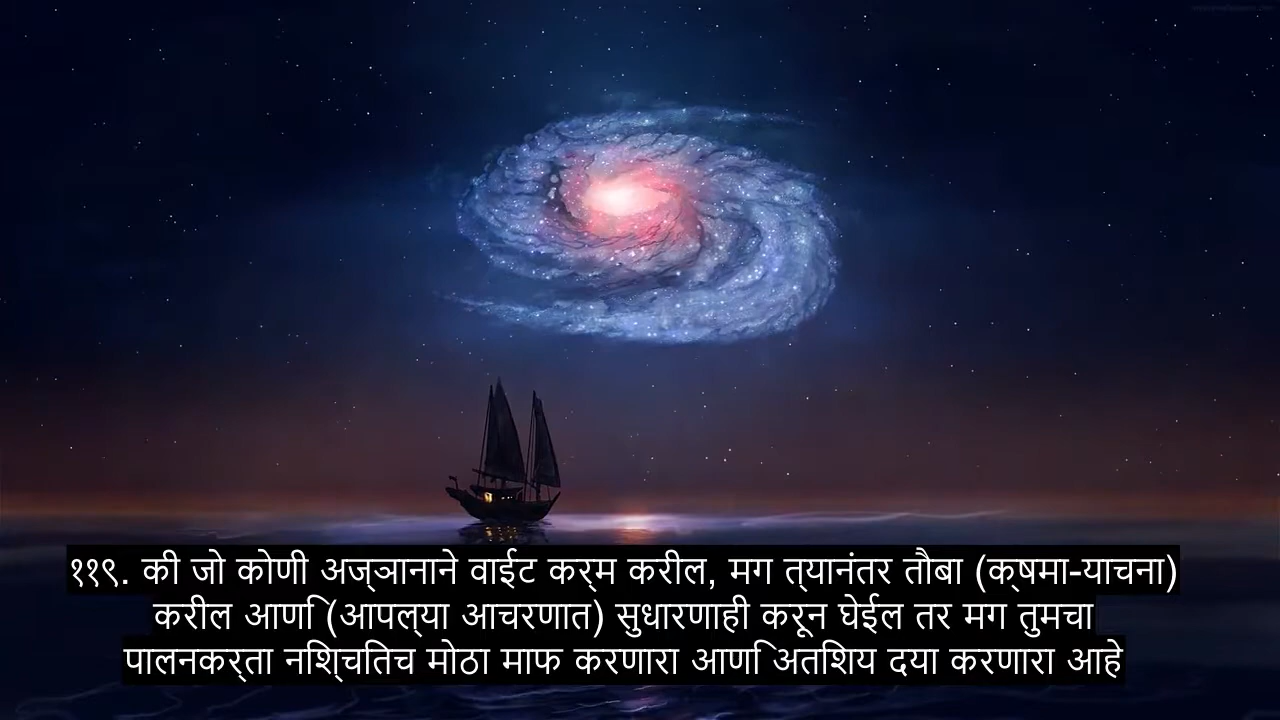 ११९. की जो कोणी अज्ञानाने वाईट कर्म करील, मग त्यानंतर तौबा (क्षमा-याचना)
करील आणि (आपल्या आचरणात) सुधारणाही करून घेईल तर मग तुमचा
पालनकर्ता निश्चितिच मोठा माफ करणारा आणि अतिशय दया करणारा आहे